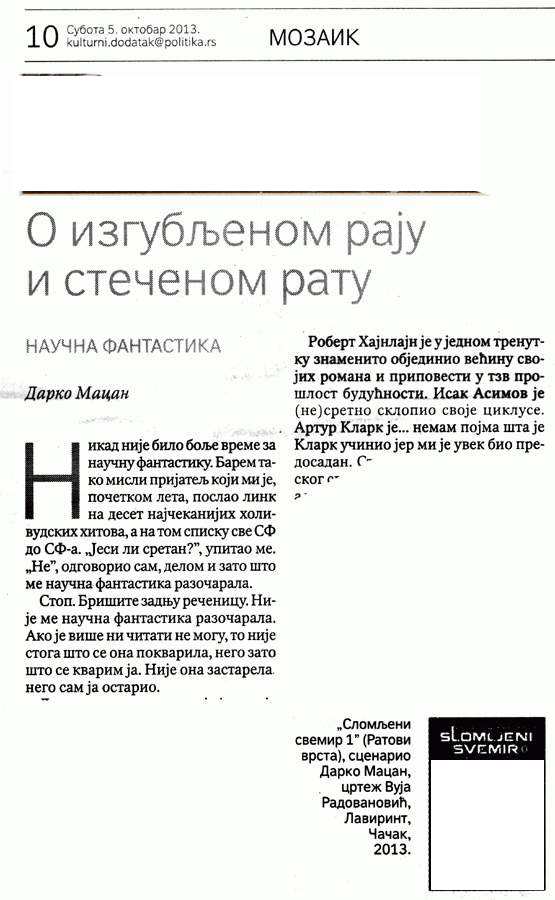 10
Субота 5. октобар 2013.
kulturni.dodatak@politika.rs
МОЗАИК
О изгубљеном рају
и стеченом рату
НАУЧНА ФАНТАСТИКА
Дарко Мацан
Никад није било боље време за
научну фантастику. Барем та-
ко мисли пријатељ који ми је,
почетком лета, послао линк
на десет најчеканијих холи-
вудских хитова, а на том списку све СФ
до СФ-а. „Јеси ли сретан?”, упитао ме.
„Не”, одговорио сам, делом и зато што
ме научна фантастика разочарала.
Стоп. Бришите задњу реченицу. Ни-
је ме научна фантастика разочарала.
Ако је више ни читати не могу, то није
стога што се она покварила, него зато
што се кварим ја. Није она застарела
него сам ја остарио.
Роберт Хајнлајн је у једном тренут-
ку знаменито објединио већину сво-
јих романа и приповести у тзв про-
шлост будућности. Исак Асимов је
(не)сретно склопио своје циклусе.
Артур Кларк је... немам појма шта је
Кларк учинио јер ми је увек био пре-
досадан.
ског
„Сломљени
свемир 1” (Ратови
врста), сценарио
Дарко Мацан,
цртеж Вуја
Радовановић,
Лавиринт,
Чачак,
2013.
SLOMLJENI
SVEMIR